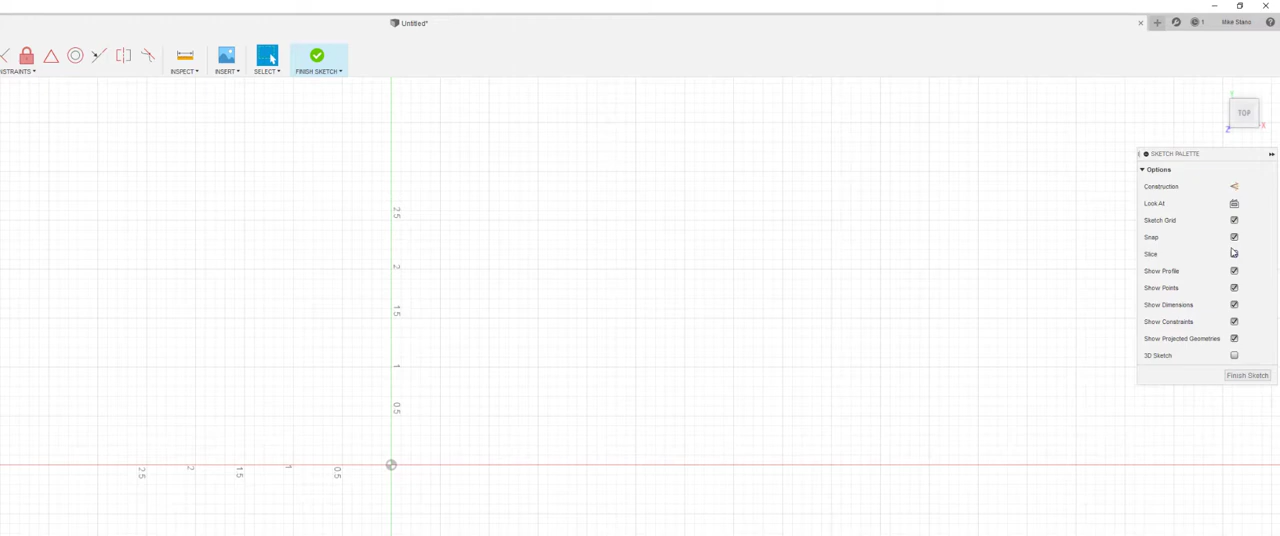 Untitled*
1
Mike Stano
NSTRAINTS
INSPECT
INSERT
SELECT
FINISH SKETCH
Y
TOP
X
Z
SKETCH PALETTE
Options
Construction
Look At
Sketch Grid
Snap
Slice
Show Profile
Show Points
Show Dimensions
Show Constraints
Show Projected Geometries
3D Sketch
Finish Sketch
2.5
2
1.5
1
0.5
2.5
2
1.5
1
0.5